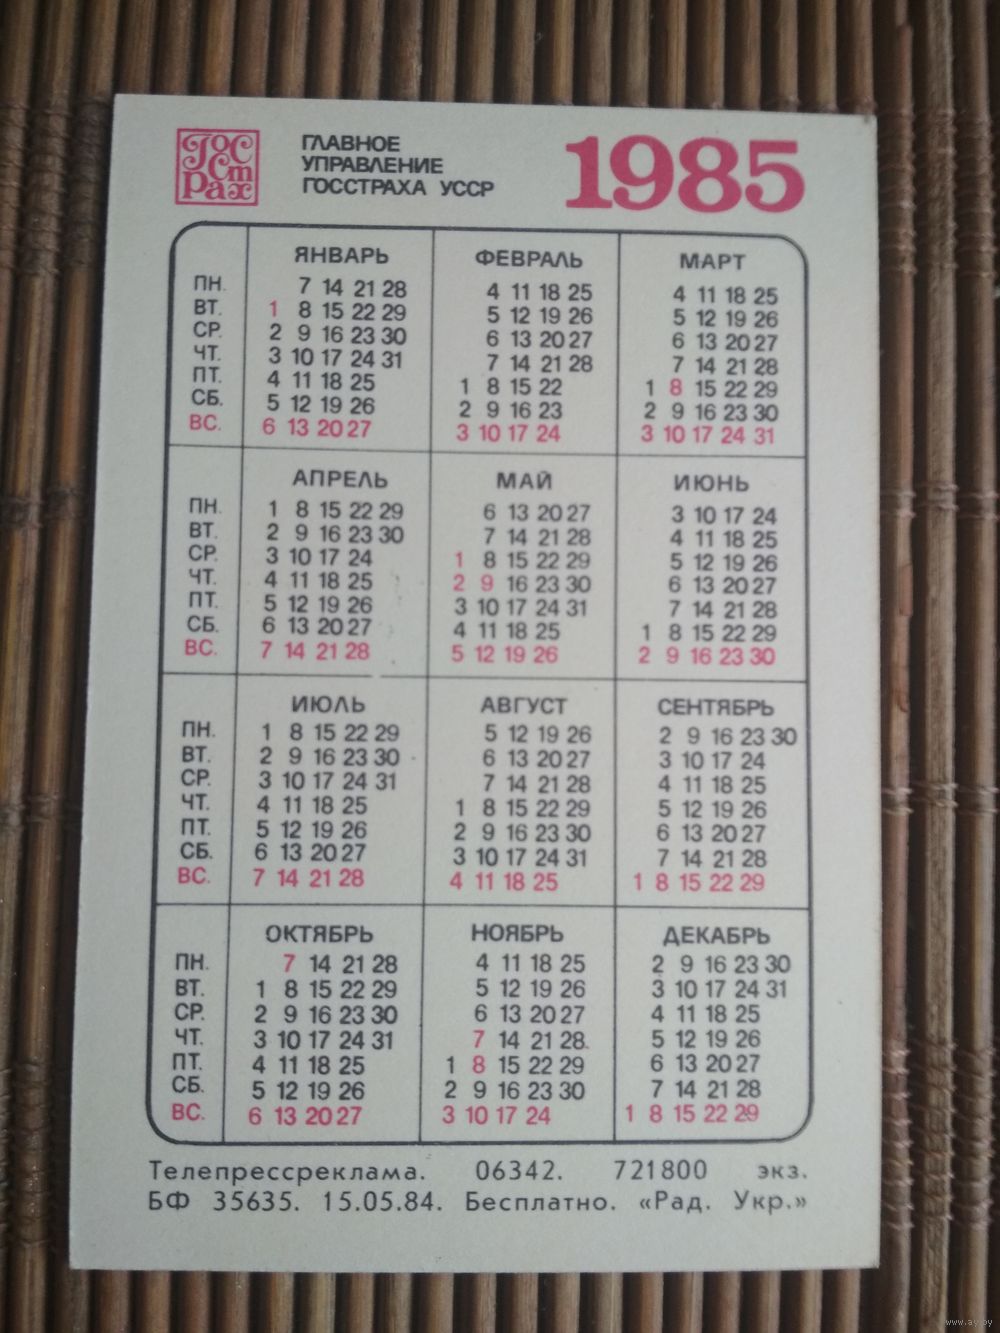 Госстрах
ГЛАВНОЕ
УПРАВЛЕНИЕ
ГОССТРАХА УССР
1985
ЯНВАРЬ ФЕВРАЛЬ МАРТ
ПН. 7 14 21 28 4 11 18 25 4 11 18 25
ВТ. 1 8 15 22 29 5 12 19 26 5 12 19 26
СР. 2 9 16 23 30 6 13 20 27 6 13 20 27
ЧТ. 3 10 17 24 31 7 14 21 28 7 14 21 28
ПТ. 4 11 18 25 1 8 15 22 1 8 15 22 29
СБ. 5 12 19 26 2 9 16 23 2 9 16 23 30
ВС. 6 13 20 27 3 10 17 24 3 10 17 24 31
АПРЕЛЬ МАЙ ИЮНЬ
ПН. 1 8 15 22 29 6 13 20 27 3 10 17 24
ВТ. 2 9 16 23 30 7 14 21 28 4 11 18 25
СР. 3 10 17 24 1 8 15 22 29 5 12 19 26
ЧТ. 4 11 18 25 2 9 16 23 30 6 13 20 27
ПТ. 5 12 19 26 3 10 17 24 31 7 14 21 28
СБ. 6 13 20 27 4 11 18 25 1 8 15 22 29
ВС. 7 14 21 28 5 12 19 26 2 9 16 23 30
ИЮЛЬ АВГУСТ СЕНТЯБРЬ
ПН. 1 8 15 22 29 5 12 19 26 2 9 16 23 30
ВТ. 2 9 16 23 30 6 13 20 27 3 10 17 24
СР. 3 10 17 24 31 7 14 21 28 4 11 18 25
ЧТ. 4 11 18 25 1 8 15 22 29 5 12 19 26
ПТ. 5 12 19 26 2 9 16 23 30 6 13 20 27
СБ. 6 13 20 27 3 10 17 24 31 7 14 21 28
ВС. 7 14 21 28 4 11 18 25 1 8 15 22 29
ОКТЯБРЬ НОЯБРЬ ДЕКАБРЬ
ПН. 7 14 21 28 4 11 18 25 2 9 16 23 30
ВТ. 1 8 15 22 29 5 12 19 26 3 10 17 24 31
СР. 2 9 16 23 30 6 13 20 27 4 11 18 25
ЧТ. 3 10 17 24 31 7 14 21 28 5 12 19 26
ПТ. 4 11 18 25 1 8 15 22 29 6 13 20 27
СБ. 5 12 19 26 2 9 16 23 30 7 14 21 28
ВС. 6 13 20 27 3 10 17 24 1 8 15 22 29
Телепрессреклама. 06342. 721800 экз.
БФ 35635. 15.05.84. Бесплатно. «Рад. Укр.»
www.ay.by